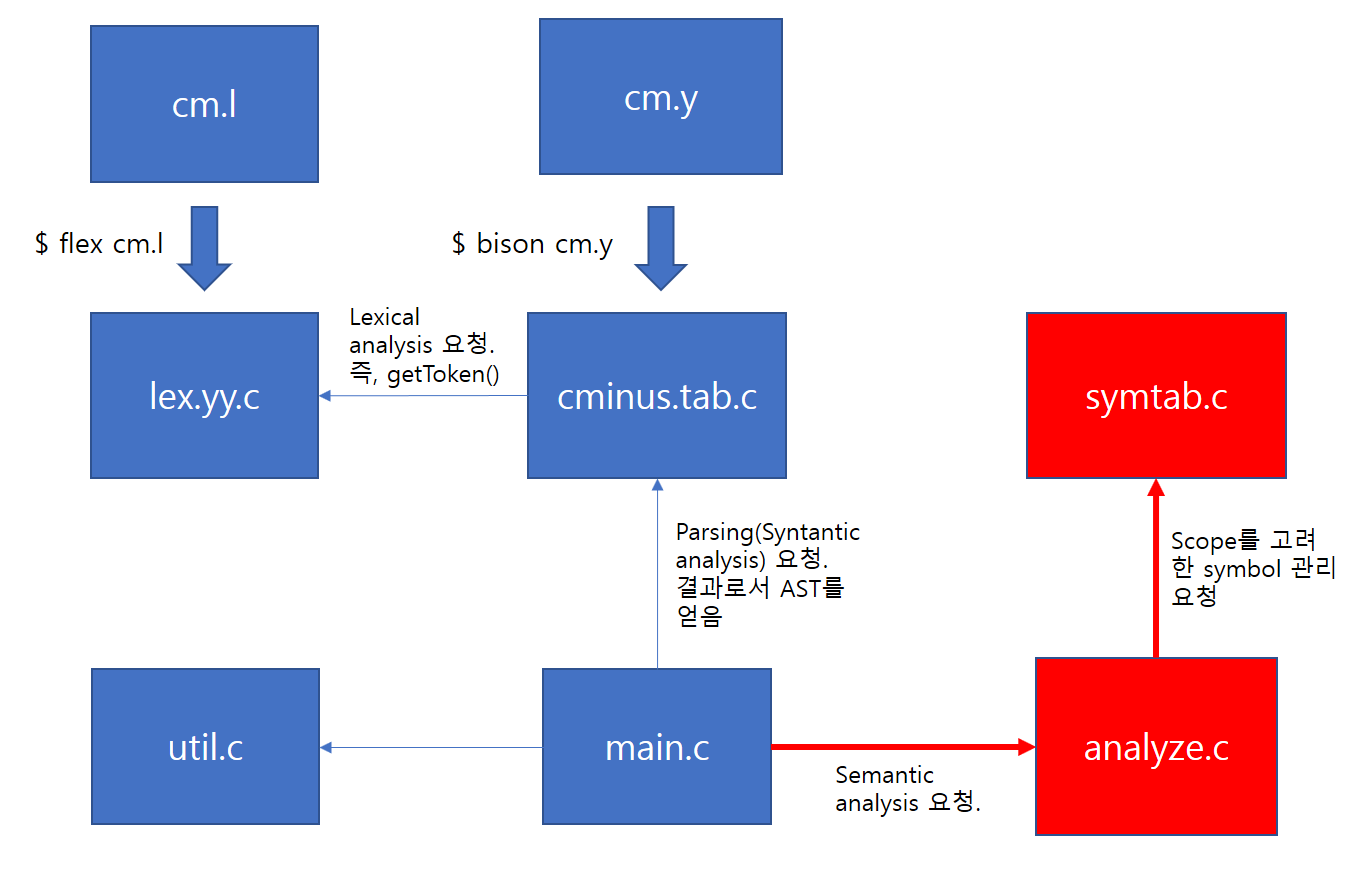 cm.l
cm.y
$ flex cm.l
$ bison cm.y
Lexical
analysis 요청.
즉, getToken()
lex.yy.c
cminus.tab.c
symtab.c
Parsing(Syntantic
analysis) 요청.
결과로서 AST를
얻음
Scope를 고려
한 symbol 관리
요청
util.c
main.c
analyze.c
Semantic
analysis 요청.